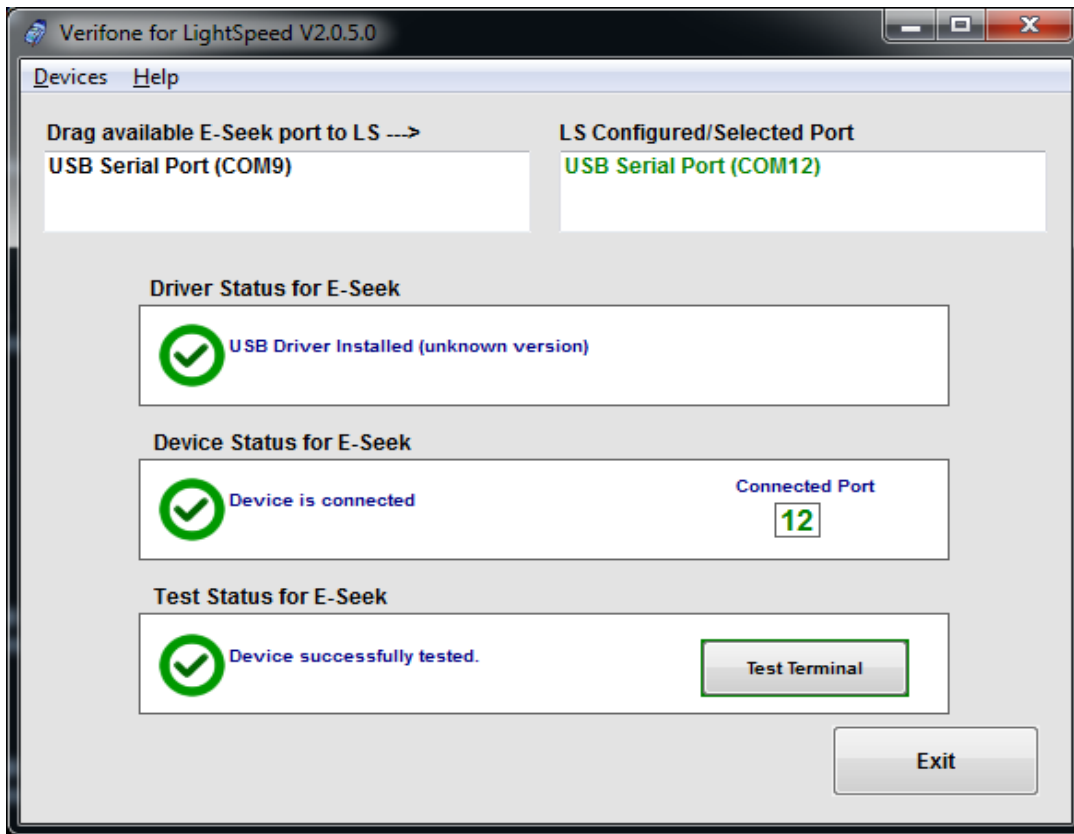 Verifone for LightSpeed V2.0.5.0
Devices Help
Drag available E-Seek port to LS --->
USB Serial Port (COM9)
LS Configured/Selected Port
USB Serial Port (COM12)
Driver Status for E-Seek
USB Driver Installed (unknown version)
Device Status for E-Seek
Device is connected
Connected Port
12
Test Status for E-Seek
Device successfully tested.
Test Terminal
Exit